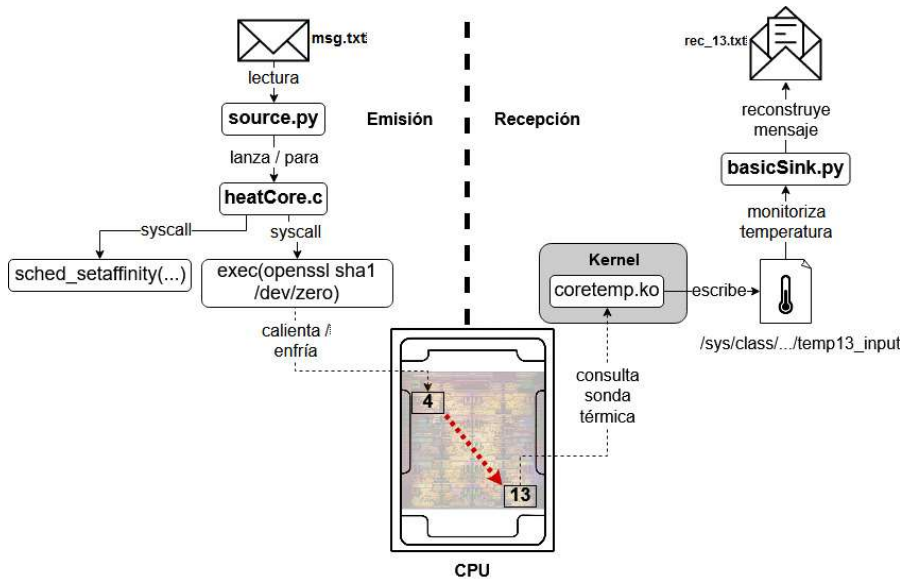 msg.txt
rec_13.txt
lectura
reconstruye
mensaje
source.py
Emisión
Recepción
lanza / para
basicSink.py
heatCore.c
monitoriza
temperatura
syscall
syscall
sched_setaffinity(...)
exec(openssl sha1
/dev/zero)
Kernel
coretemp.ko
escribe
calienta /
enfría
/sys/class/.../temp13_input
consulta
sonda
térmica
4
13
CPU